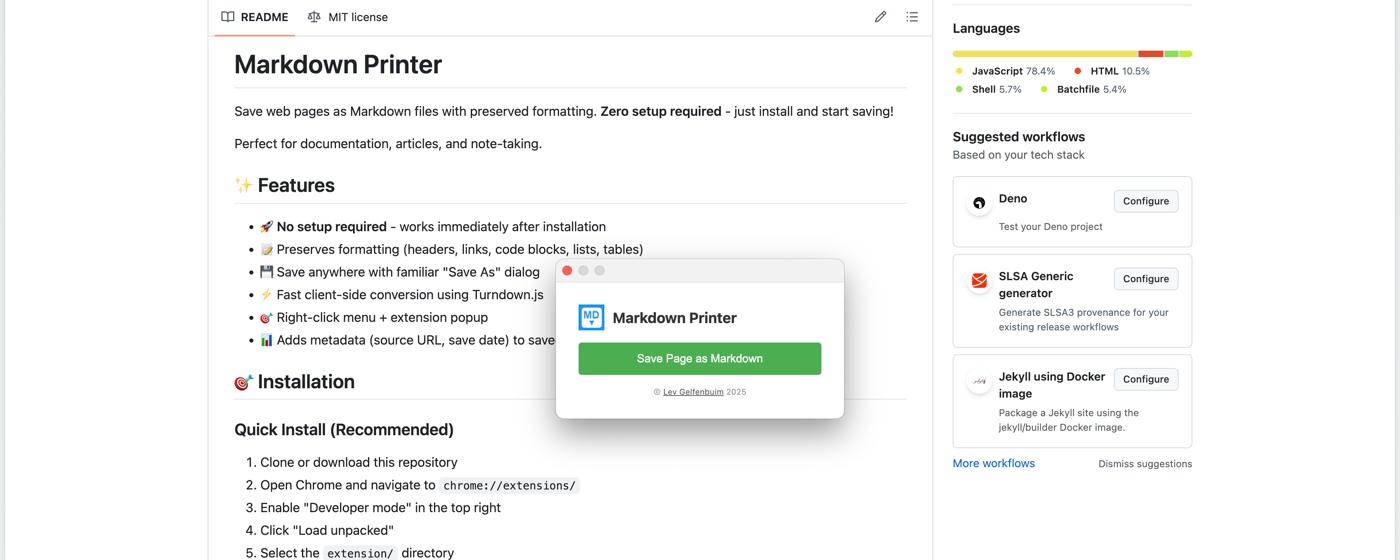 README
MIT license
Markdown Printer
Save web pages as Markdown files with preserved formatting. Zero setup required - just install and start saving!
Perfect for documentation, articles, and note-taking.
✨ Features
• 🚀 No setup required - works immediately after installation
• 📝 Preserves formatting (headers, links, code blocks, lists, tables)
• 💾 Save anywhere with familiar "Save As" dialog
• ⚡ Fast client-side conversion using Turndown.js
• 🎯 Right-click menu + extension popup
• 📊 Adds metadata (source URL, save date) to save
🎯 Installation
Quick Install (Recommended)
1. Clone or download this repository
2. Open Chrome and navigate to chrome://extensions/
3. Enable "Developer mode" in the top right
4. Click "Load unpacked"
5. Select the extension/ directory
MD
Markdown Printer
Save Page as Markdown
© Lev Gelfenbuim 2025
Languages
JavaScript 78.4%
HTML 10.5%
Shell 5.7%
Batchfile 5.4%
Suggested workflows
Based on your tech stack
Deno
Configure
Test your Deno project
SLSA Generic
generator
Configure
Generate SLSA3 provenance for your
existing release workflows
Jekyll using Docker
image
Configure
Package a Jekyll site using the
jekyll/builder Docker image.
More workflows
Dismiss suggestions